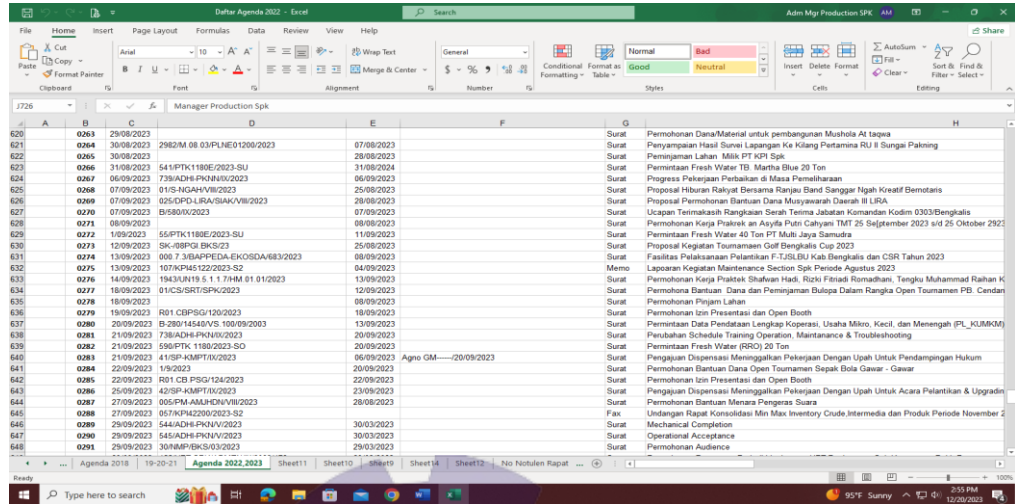 Daftar Agenda 2022 - Excel
Search
Adm Mgr Production SPK AM
File Home Insert Page Layout Formulas Data Review View Help Share
Paste Cut Copy Format Painter Clipboard
Arial 10 Font
Wrap Text Merge & Center Alignment
General Number
Conditional Formatting Format as Table Normal Bad Good Neutral Styles
Insert Delete Format Cells
AutoSum Fill Clear Sort & Filter Find & Select Editing
J726 fx Manager Production Spk
A B C D E F G H
620 0263 29/08/2023 Surat Permohonan Dana/Material untuk pembangunan Mushola At taqwa
621 0264 30/08/2023 2982/M.08.03/PLNE01200/2023 07/08/2023 Surat Penyampaian Hasil Survei Lapangan Ke Kilang Pertamina RU II Sungai Pakning
622 0265 30/08/2023 28/08/2023 Surat Peminjaman Lahan Milik PT KPI Spk
623 0266 31/08/2023 541/PTK1180E/2023-SU 31/08/2024 Surat Permintaan Fresh Water TB. Martha Blue 20 Ton
624 0267 06/09/2023 739/ADHI-PKNN/IX/2023 06/09/2023 Surat Progress Pekerjaan Perbaikan di Masa Pemeliharaan
625 0268 07/09/2023 01/S-NGAH/VIII/2023 25/08/2023 Surat Proposal Hiburan Rakyat Bersama Ranjau Band Sanggar Ngah Kreatif Bernotaris
626 0269 07/09/2023 025/DPD-LIRA/SIAK/VIII/2023 28/08/2023 Surat Proposal Permohonan Bantuan Dana Musyawarah Daerah III LIRA
627 0270 07/09/2023 B/580/IX/2023 07/09/2023 Surat Ucapan Terimakasih Rangkaian Serah Terima Jabatan Komandan Kodim 0303/Bengkalis
628 0271 08/09/2023 08/09/2023 Surat Permohonan Kerja Prakrek an Asyifa Putri Cahyani TMT 25 Se[ptember 2023 s/d 25 Oktober 2923
629 0272 1/09/2023 55/PTK1180E/2023-SU 11/09/2023 Surat Permintaan Fresh Water 40 Ton PT Multi Jaya Samudra
630 0273 12/09/2023 SK-/08PGI.BKS/23 25/08/2023 Surat Proposal Kegiatan Tournamaen Golf Bengkalis Cup 2023
631 0274 13/09/2023 000.7.3/BAPPEDA-EKOSDA/683/2023 08/09/2023 Surat Fasilitas Pelaksanaan Pelantikan F-TJSLBU Kab.Bengkalis dan CSR Tahun 2023
632 0275 13/09/2023 107/KPI45122/2023-S2 04/09/2023 Memo Lapoaran Kegiatan Maintenance Section Spk Periode Agustus 2023
633 0276 14/09/2023 1943/UN19.5.1.1.7/HM.01.01/2023 13/09/2023 Surat Permohonan Kerja Praktek Shafwan Hadi, Rizki Fitriadi Romadhani, Tengku Muhammad Raihan K
634 0277 18/09/2023 01/CS/SRT/SPK/2023 12/09/2023 Surat Permohona Bantuan Dana dan Peminjaman Bulopa Dalam Rangka Open Tournamen PB. Cendan
635 0278 18/09/2023 08/09/2023 Surat Permohonan Pinjam Lahan
636 0279 19/09/2023 R01.CBPSG/120/2023 18/09/2023 Surat Permohonan Izin Presentasi dan Open Booth
637 0280 20/09/2023 B-280/14540/VS.100/09/2003 13/09/2023 Surat Permintaan Data Pendataan Lengkap Koperasi, Usaha Mikro, Kecil, dan Menengah (PL_KUMKM)
638 0281 21/09/2023 738/ADHI-PKN/IX/2023 20/09/2023 Surat Perubahan Schedule Training Operation, Maintanance & Troubleshooting
639 0282 21/09/2023 590/PTK 1180/2023-SO 20/09/2023 Surat Permintaan Fresh Water (RRO) 20 Ton
640 0283 21/09/2023 41/SP-KMPT/IX/2023 06/09/2023 Agno GM------/20/09/2023 Surat Pengajuan Dispensasi Meninggalkan Pekerjaan Dengan Upah Untuk Pendampingan Hukum
641 0284 22/09/2023 1/9/2023 20/09/2023 Surat Permohonan Bantuan Dana Open Tournamen Sepak Bola Gawar - Gawar
642 0285 22/09/2023 R01.CB.PSG/124/2023 22/09/2023 Surat Permohonan Izin Presentasi dan Open Booth
643 0286 25/09/2023 42/SP-KMPT/IX/2023 23/09/2023 Surat Pengajuan Dispensasi Meninggalkan Pekerjaan Dengan Upah Untuk Acara Pelantikan & Upgradin
644 0287 27/09/2023 005/PM-AMUHDN/VIII/2023 28/08/2023 Surat Permohonan Bantuan Menara Pengeras Suara
645 0288 27/09/2023 057/KPI42200/2023-S2 Fax Undangan Rapat Konsolidasi Min Max Inventory Crude,Intermedia dan Produk Periode November 2
646 0289 29/09/2023 544/ADHI-PKN/V/2023 30/03/2023 Surat Mechanical Completion
647 0290 29/09/2023 545/ADHI-PKN/V/2023 30/03/2023 Surat Operational Acceptance
648 0291 29/09/2023 30/NMP/BKS/03/2023 29/03/2023 Surat Permohonan Audience
... Agenda 2018 19-20-21 Agenda 2022,2023 Sheet11 Sheet10 Sheet9 Sheet14 Sheet12 No Notulen Rapat ...
Ready 100%
Type here to search 95°F Sunny 2:55 PM
12/20/2023